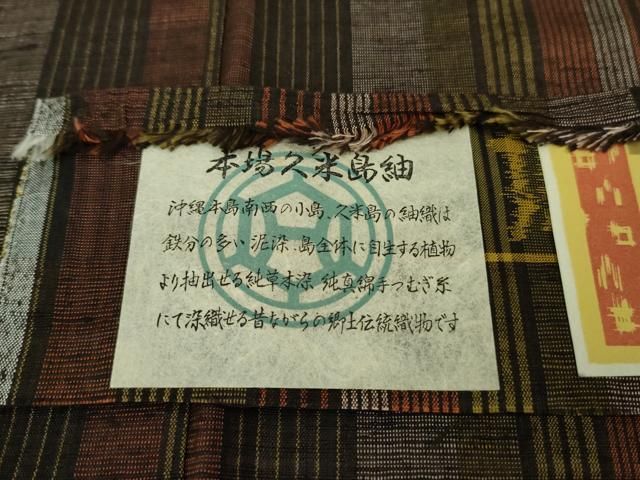 本場久米島紬
沖縄本島南西の小島、久米島の紬織は
鉄分の多い泥染、島全体に自生する植物
より抽出せる純草木染 純真綿手つむぎ糸
にて染織せる昔ながらの郷土伝統織物です